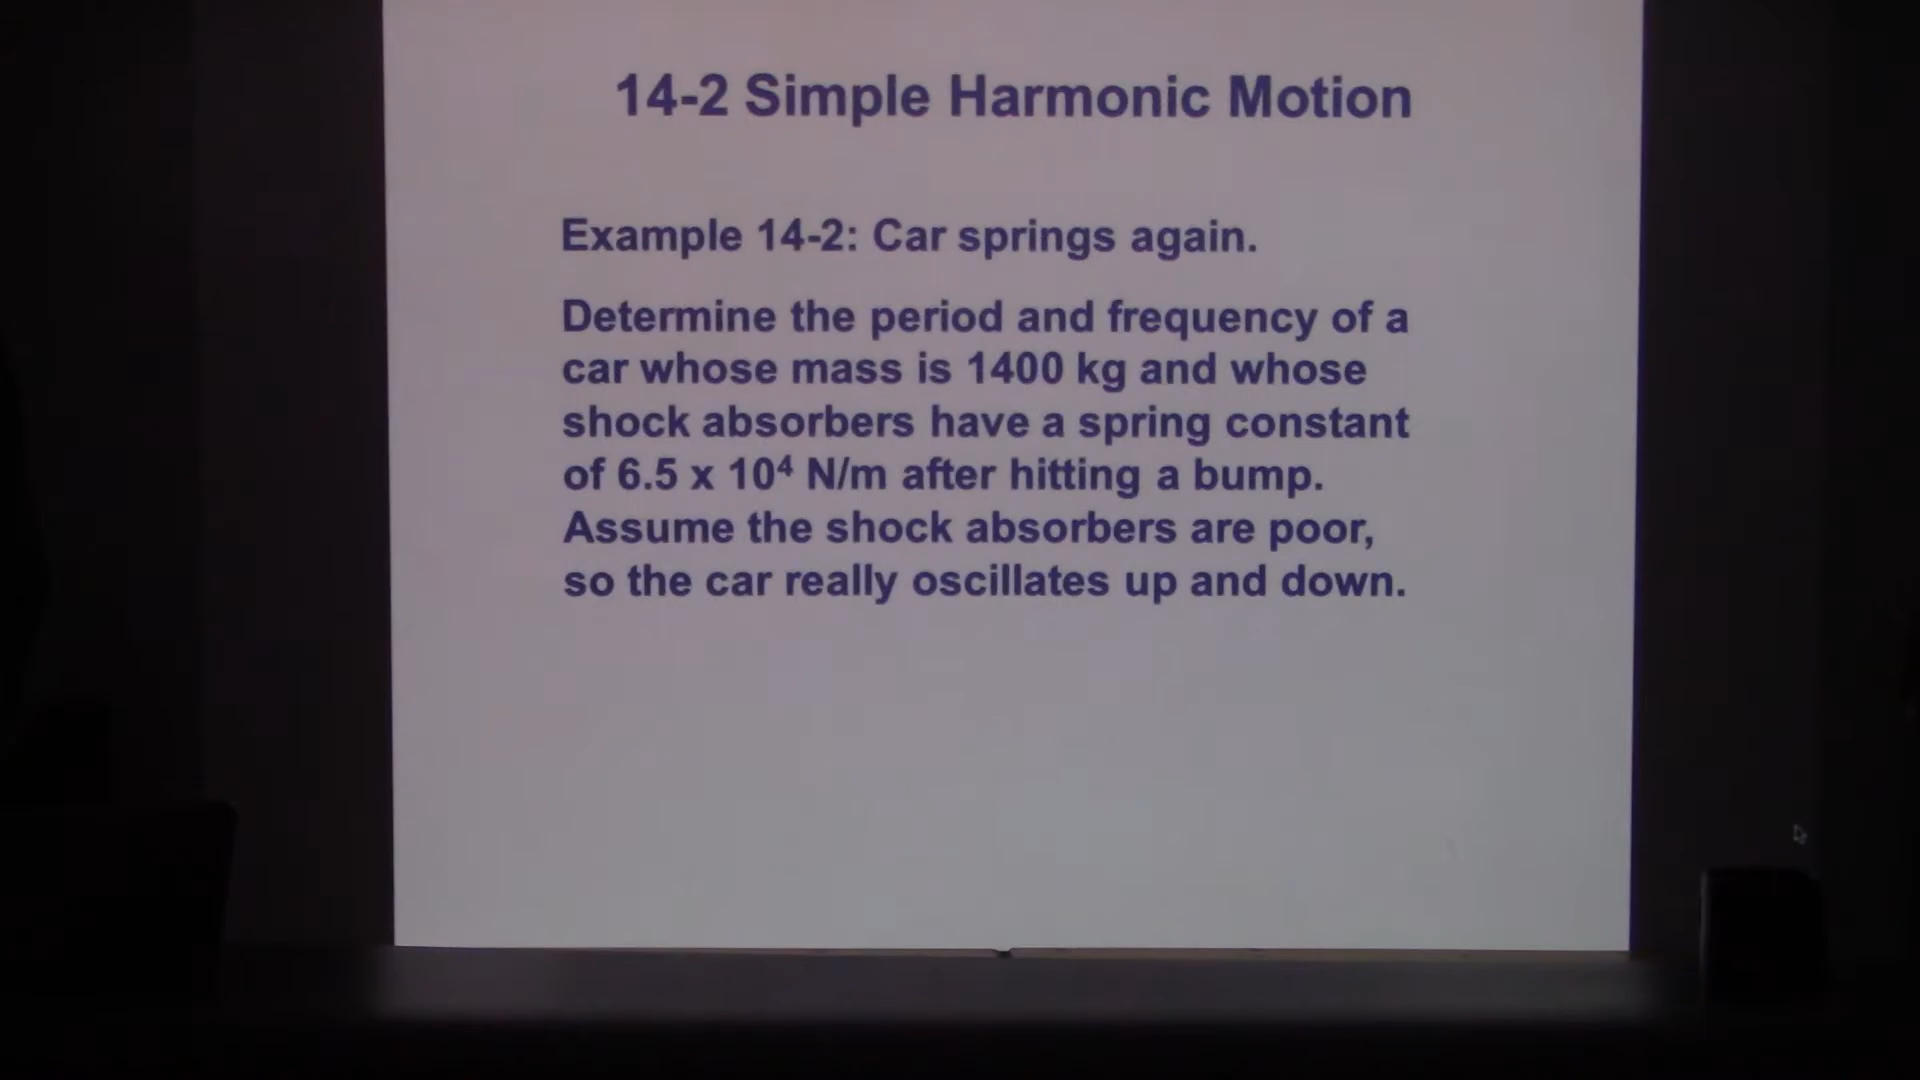 14-2 Simple Harmonic Motion
Example 14-2: Car springs again.
Determine the period and frequency of a
car whose mass is 1400 kg and whose
shock absorbers have a spring constant
of 6.5 x 10⁴ N/m after hitting a bump.
Assume the shock absorbers are poor,
so the car really oscillates up and down.